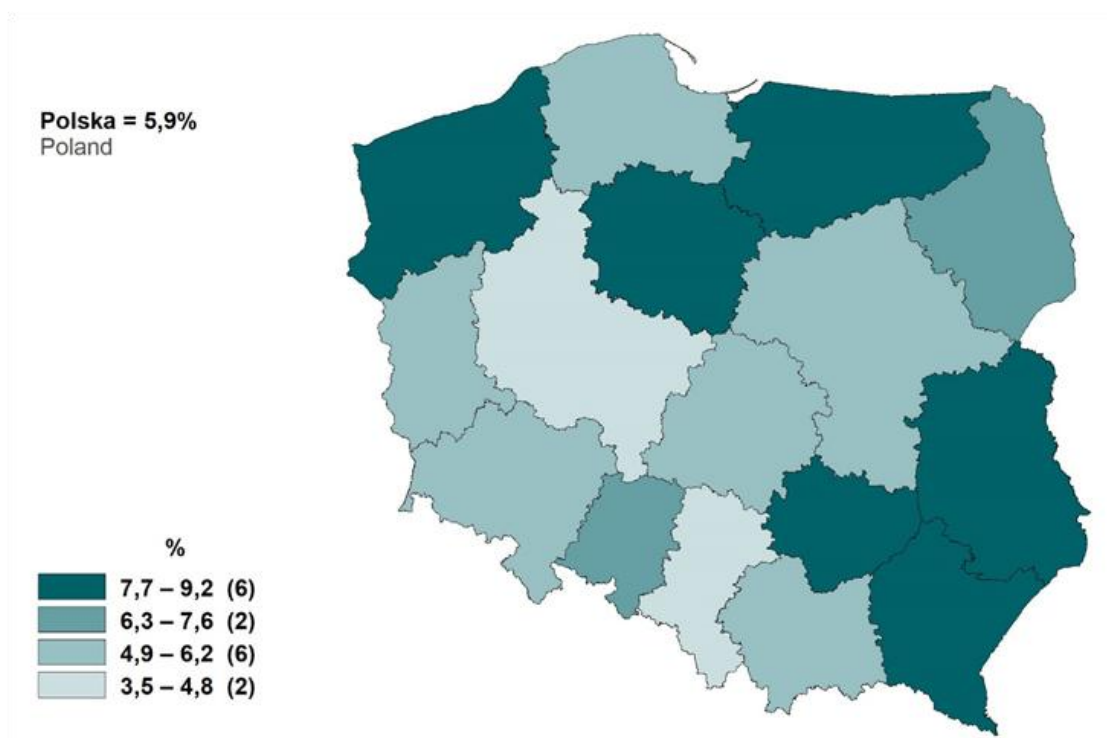 Polska = 5,9%
Poland
%
7,7 – 9,2 (6)
6,3 – 7,6 (2)
4,9 – 6,2 (6)
3,5 – 4,8 (2)